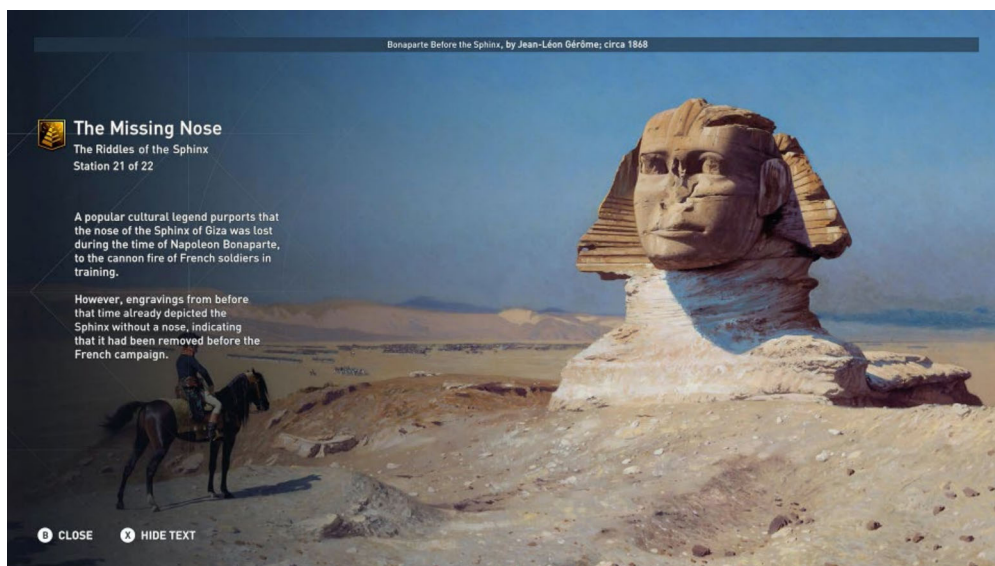 Bonaparte Before the Sphinx, by Jean-Léon Gérôme; circa 1868
The Missing Nose
The Riddles of the Sphinx
Station 21 of 22
A popular cultural legend purports that
the nose of the Sphinx of Giza was lost
during the time of Napoleon Bonaparte,
to the cannon fire of French soldiers in
training.
However, engravings from before
that time already depicted the
Sphinx without a nose, indicating
that it had been removed before the
French campaign.
B CLOSE X HIDE TEXT